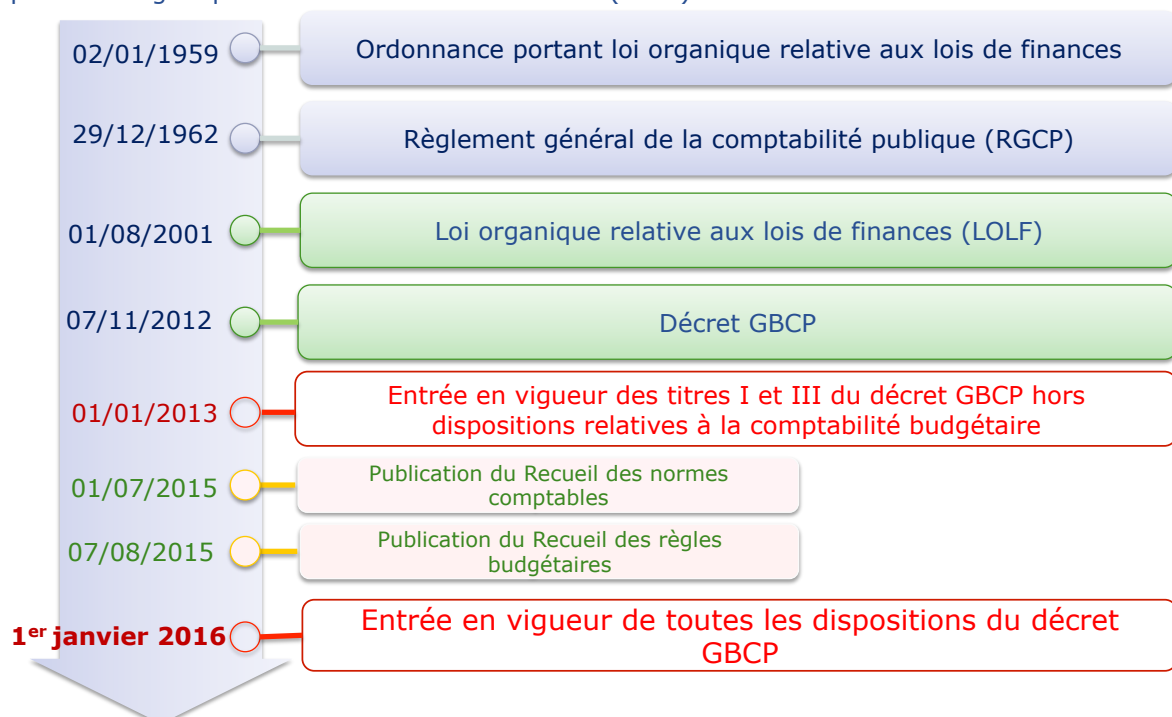 02/01/1959
Ordonnance portant loi organique relative aux lois de finances
29/12/1962
Règlement général de la comptabilité publique (RGCP)
01/08/2001
Loi organique relative aux lois de finances (LOLF)
07/11/2012
Décret GBCP
01/01/2013
Entrée en vigueur des titres I et III du décret GBCP hors
dispositions relatives à la comptabilité budgétaire
01/07/2015
Publication du Recueil des normes
comptables
07/08/2015
Publication du Recueil des règles
budgétaires
1er janvier 2016
Entrée en vigueur de toutes les dispositions du décret
GBCP